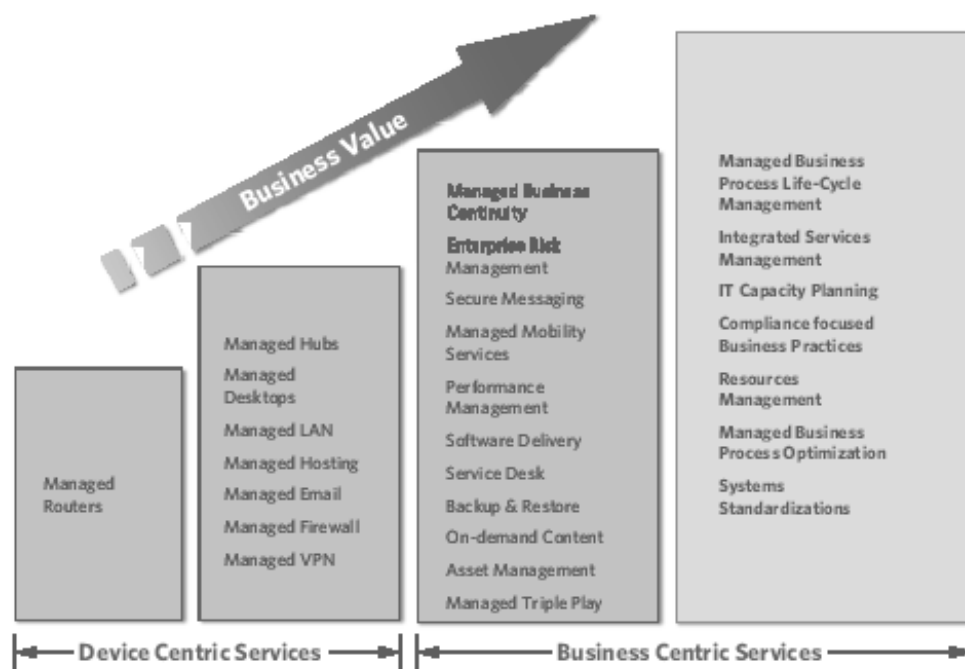 Business Value
Managed
Routers
Managed Hubs
Managed
Desktops
Managed LAN
Managed Hosting
Managed Email
Managed Firewall
Managed VPN
Managed Business
Continuity
Enterprise Risk
Management
Secure Messaging
Managed Mobility
Services
Performance
Management
Software Delivery
Service Desk
Backup & Restore
On-demand Content
Asset Management
Managed Triple Play
Managed Business
Process Life-Cycle
Management
Integrated Services
Management
IT Capacity Planning
Compliance focused
Business Practices
Resources
Management
Managed Business
Process Optimization
Systems
Standardizations
Device Centric Services
Business Centric Services